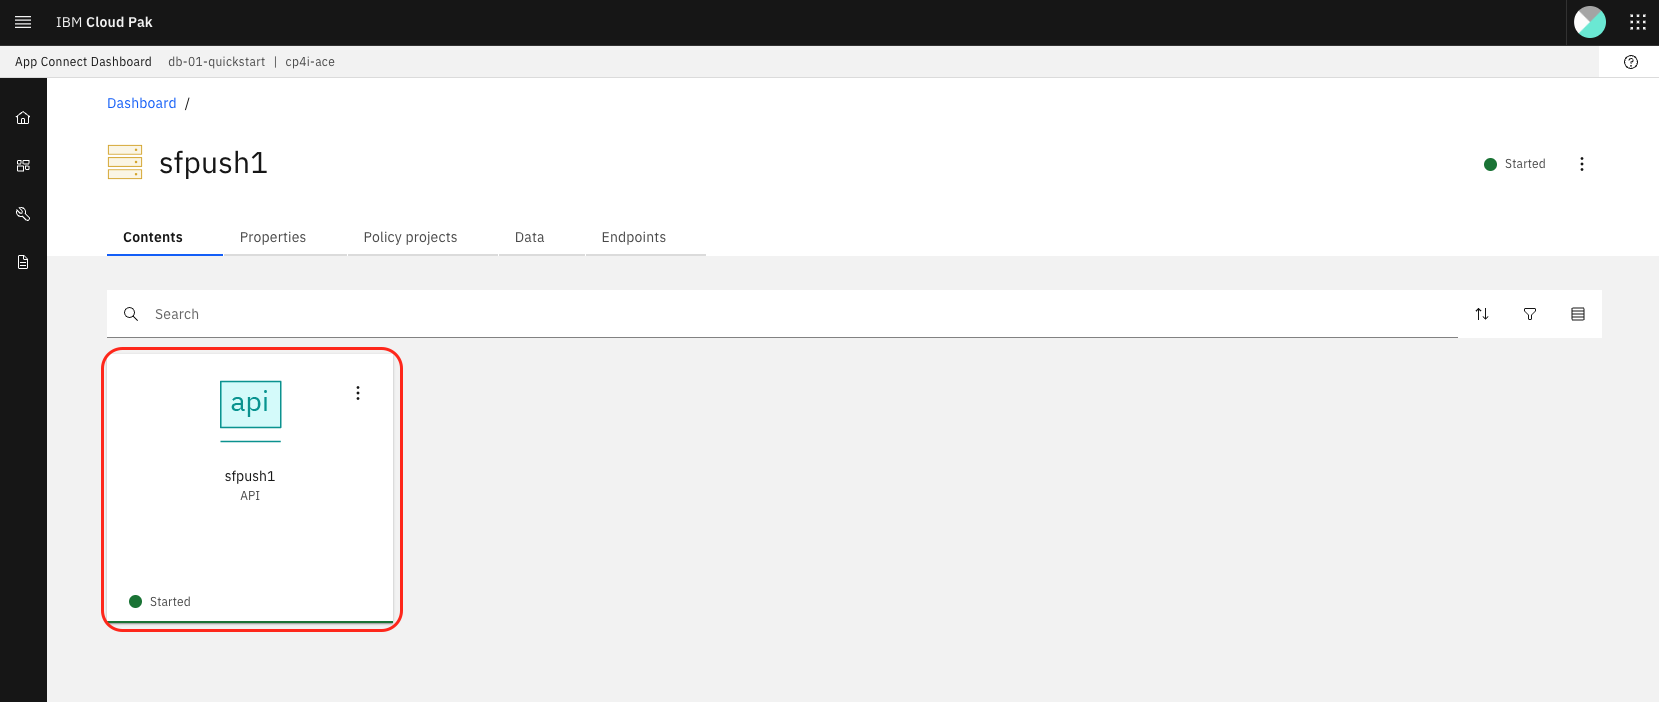 IBM Cloud Pak
App Connect Dashboard db-01-quickstart | cp4i-ace
Dashboard /
sfpush1
Started
Contents Properties Policy projects Data Endpoints
Search
api
sfpush1
API
Started